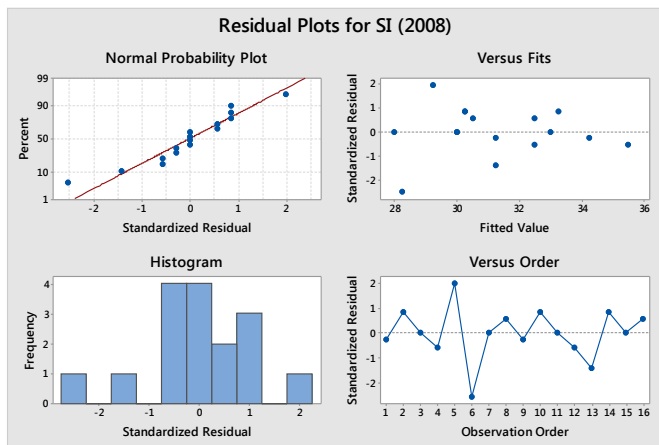 Residual Plots for SI (2008)
Normal Probability Plot
Percent
99
90
50
10
1
-2 -1 0 1 2
Standardized Residual
Versus Fits
Standardized Residual
2
1
0
-1
-2
28 30 32 34 36
Fitted Value
Histogram
Frequency
4
3
2
1
0
-2 -1 0 1 2
Standardized Residual
Versus Order
Standardized Residual
2
1
0
-1
-2
1 2 3 4 5 6 7 8 9 10 11 12 13 14 15 16
Observation Order